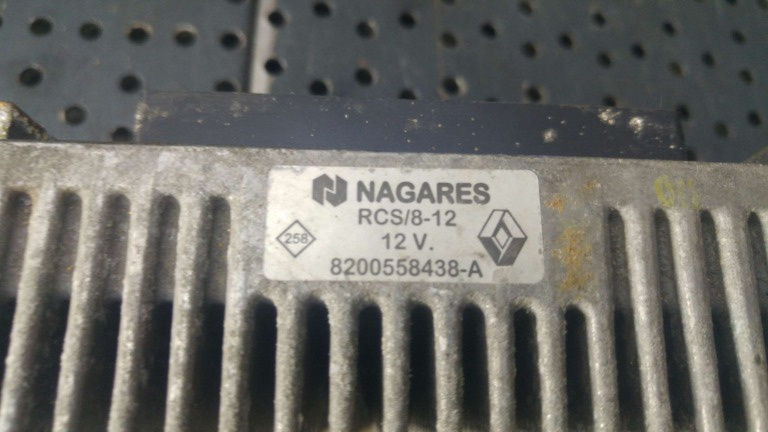 NAGARES
RCS/8-12
258
12 V.
8200558438-A